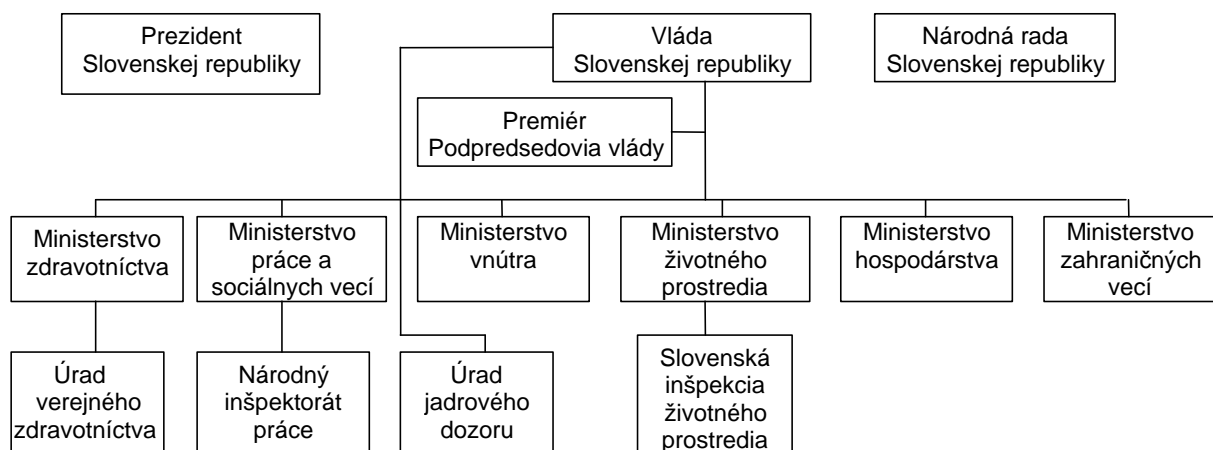 Prezident
Slovenskej republiky
Vláda
Slovenskej republiky
Národná rada
Slovenskej republiky
Premiér
Podpredsedovia vlády
Ministerstvo
zdravotníctva
Ministerstvo
práce a
sociálnych vecí
Ministerstvo
vnútra
Ministerstvo
životného
prostredia
Ministerstvo
hospodárstva
Ministerstvo
zahraničných
vecí
Úrad
verejného
zdravotníctva
Národný
inšpektorát
práce
Úrad
jadrového
dozoru
Slovenská
inšpekcia
životného
prostredia